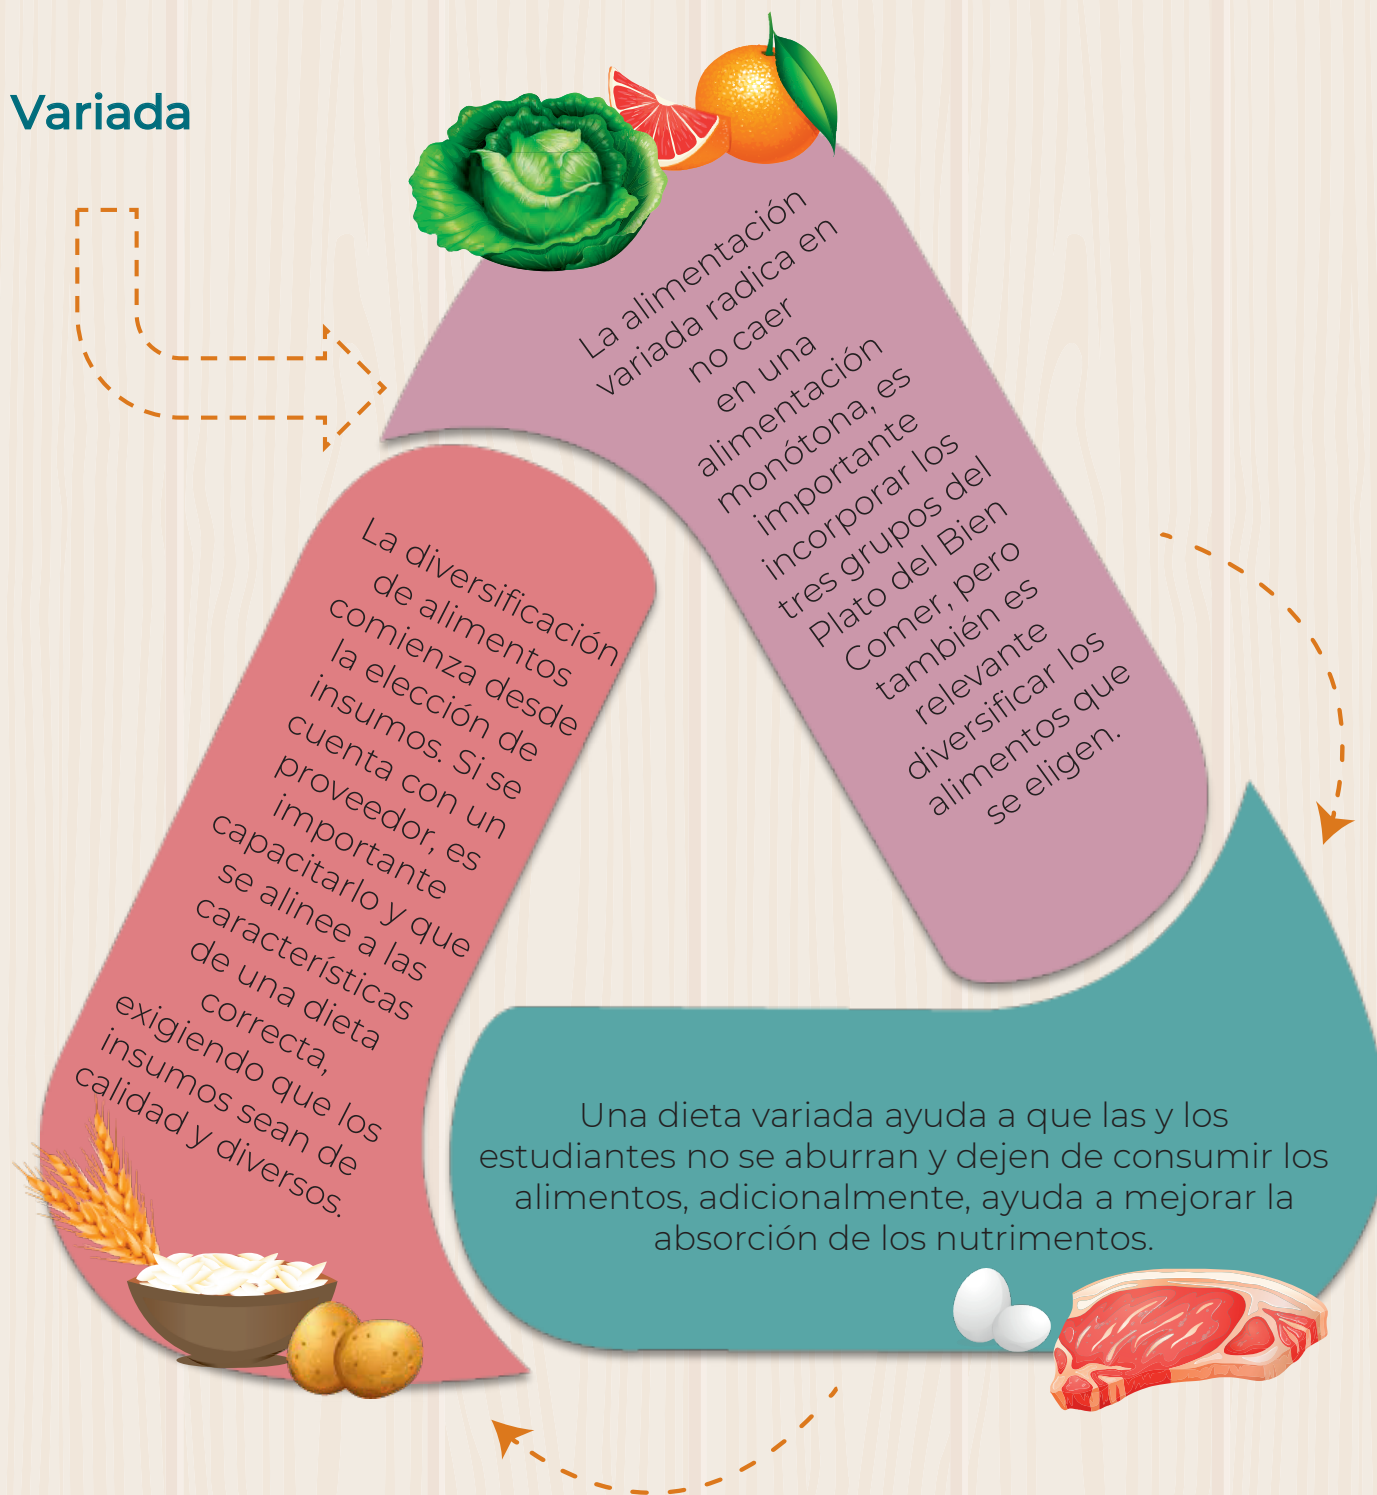 Variada
La alimentación
variada radica en
no caer
en una
alimentación
monótona, es
importante
incorporar los
tres grupos del
Plato del Bien
Comer, pero
también es
relevante
diversificar los
alimentos que
se eligen.
Una dieta variada ayuda a que las y los
estudiantes no se aburran y dejen de consumir los
alimentos, adicionalmente, ayuda a mejorar la
absorción de los nutrimentos.
La diversificación
de alimentos
comienza desde
la elección de
insumos. Si se
cuenta con un
proveedor, es
importante
capacitarlo y que
se alinee a las
características
de una dieta
correcta,
exigiendo que los
insumos sean de
calidad y diversos.